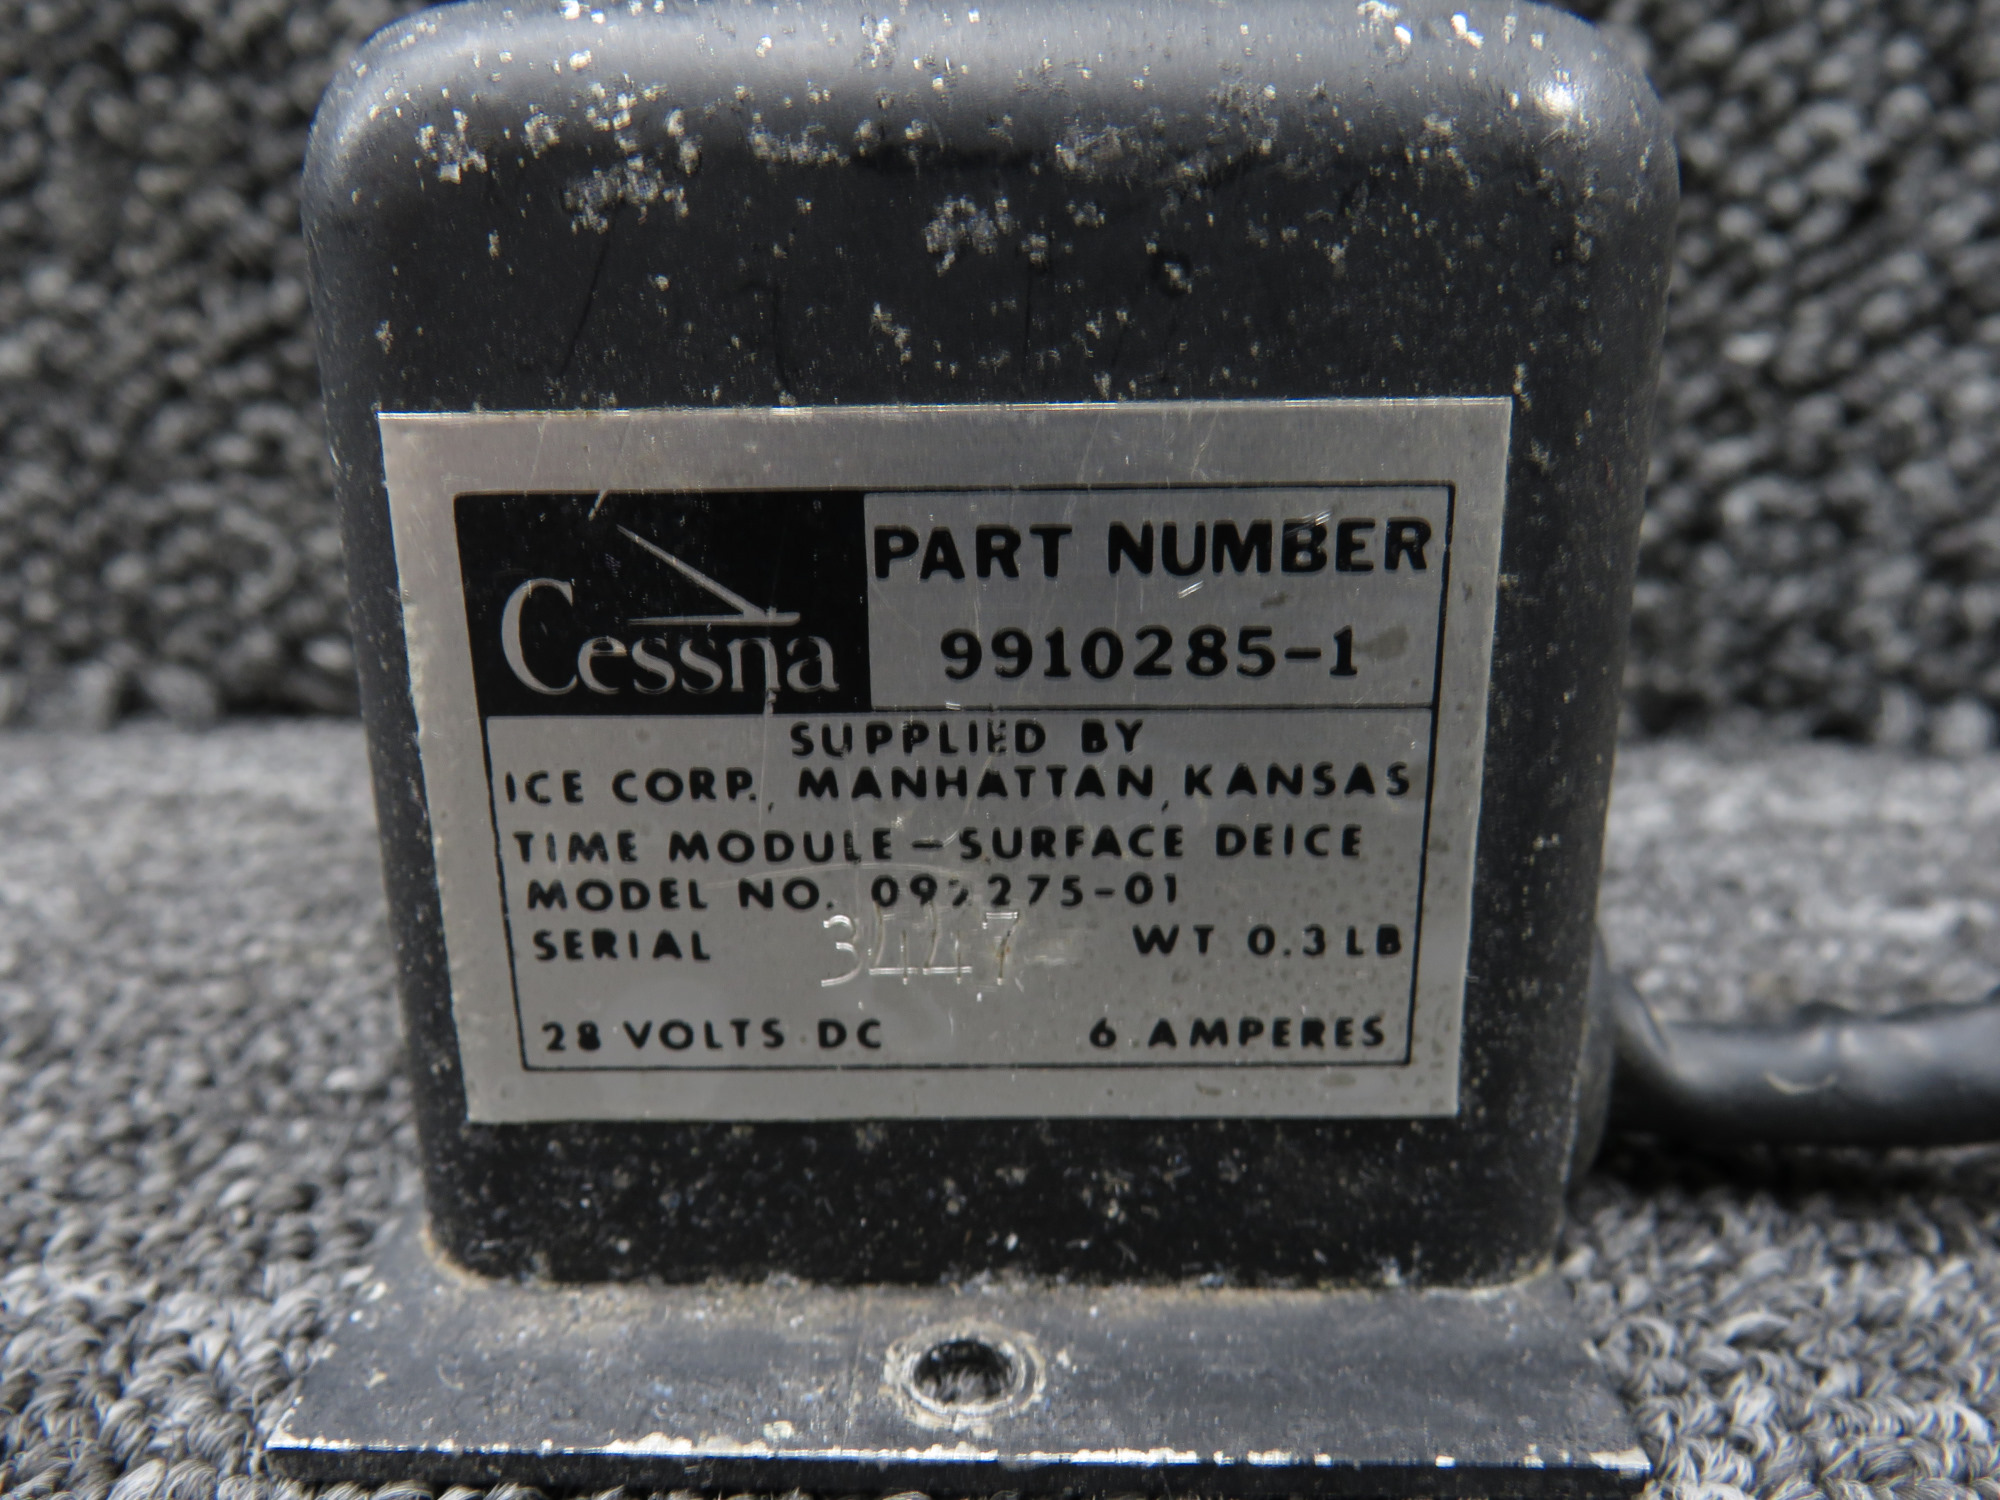 Cessna
PART NUMBER
9910285-1
SUPPLIED BY
ICE CORP., MANHATTAN, KANSAS
TIME MODULE – SURFACE DEICE
MODEL NO.
SERIAL 3447 WT 0.3 LB
28 VOLTS DC 6 AMPERES